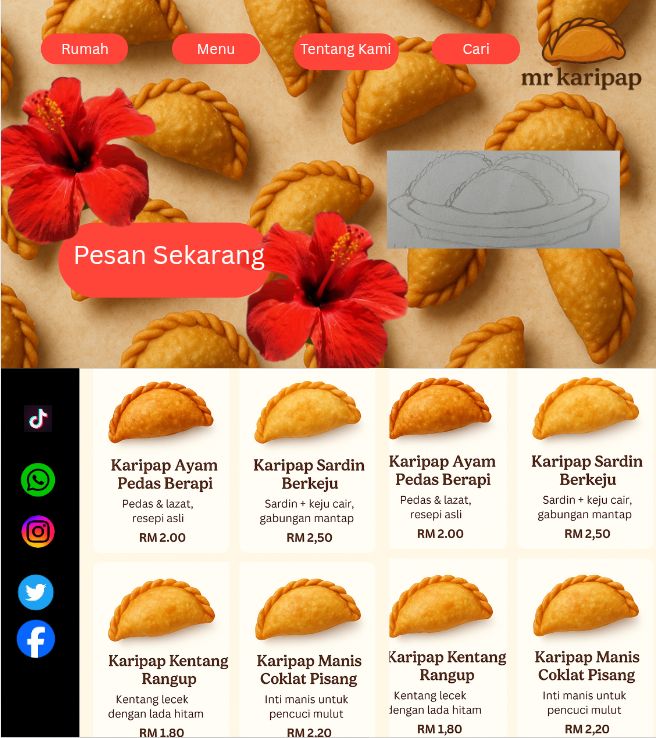 Rumah
Menu
Tentang Kami
Cari
mr karipap
Pesan Sekarang
Karipap Ayam
Pedas Berapi
Pedas & lazat,
resepi asli
RM 2.00
Karipap Sardin
Berkeju
Sardin + keju cair,
gabungan mantap
RM 2,50
Karipap Ayam
Pedas Berapi
Pedas & lazat,
resepi asli
RM 2.00
Karipap Sardin
Berkeju
Sardin + keju cair,
gabungan mantap
RM 2,50
Karipap Kentang
Rangup
Kentang lecek
dengan lada hitam
RM 1.80
Karipap Manis
Coklat Pisang
Inti manis untuk
pencuci mulut
RM 2.20
Karipap Kentang
Rangup
Kentang lecek
dengan lada hitam
RM 1,80
Karipap Manis
Coklat Pisang
Inti manis untuk
pencuci mulut
RM 2,20